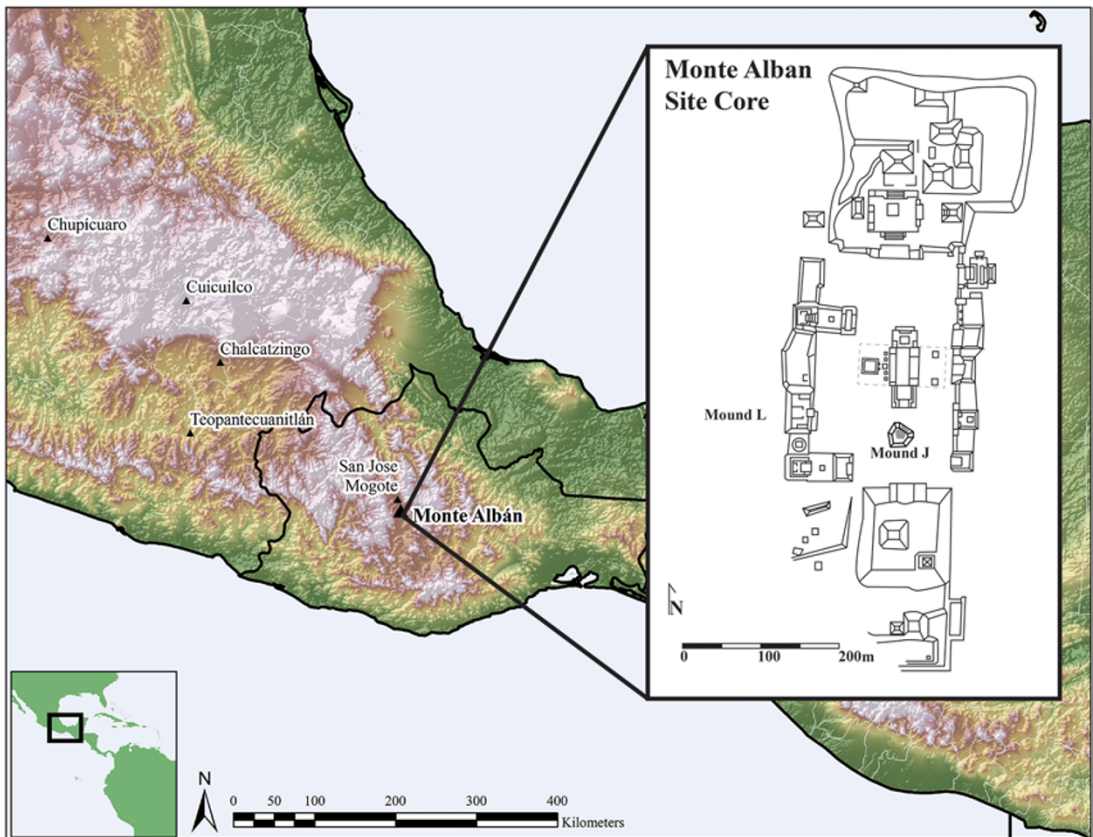 Monte Alban
Site Core
Chupícuaro
Cuicuilco
Chalcatzingo
Teopantecuanitlán
San Jose
Mogote
Monte Albán
Mound L
Mound J
N
0 100 200m
N
0 50 100 200 300 400
Kilometers